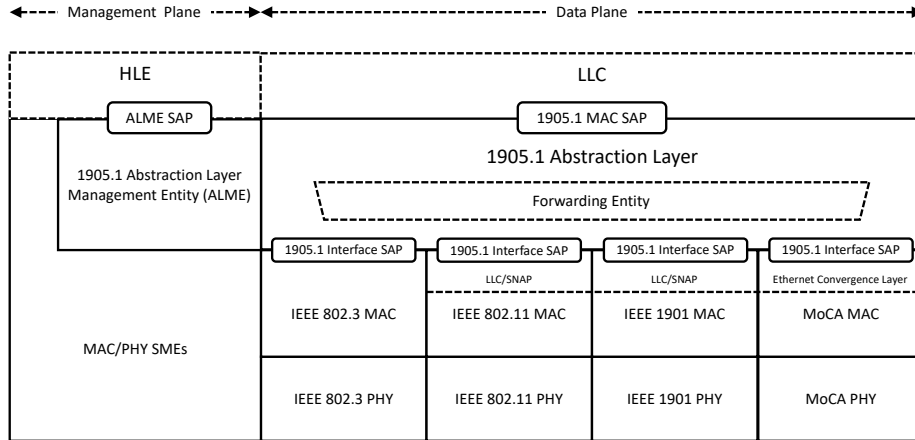 Management Plane
Data Plane
HLE
LLC
ALME SAP
1905.1 MAC SAP
1905.1 Abstraction Layer
1905.1 Abstraction Layer
Management Entity (ALME)
Forwarding Entity
1905.1 Interface SAP
1905.1 Interface SAP
1905.1 Interface SAP
1905.1 Interface SAP
LLC/SNAP
LLC/SNAP
Ethernet Convergence Layer
IEEE 802.3 MAC
IEEE 802.11 MAC
IEEE 1901 MAC
MoCA MAC
MAC/PHY SMEs
IEEE 802.3 PHY
IEEE 802.11 PHY
IEEE 1901 PHY
MoCA PHY